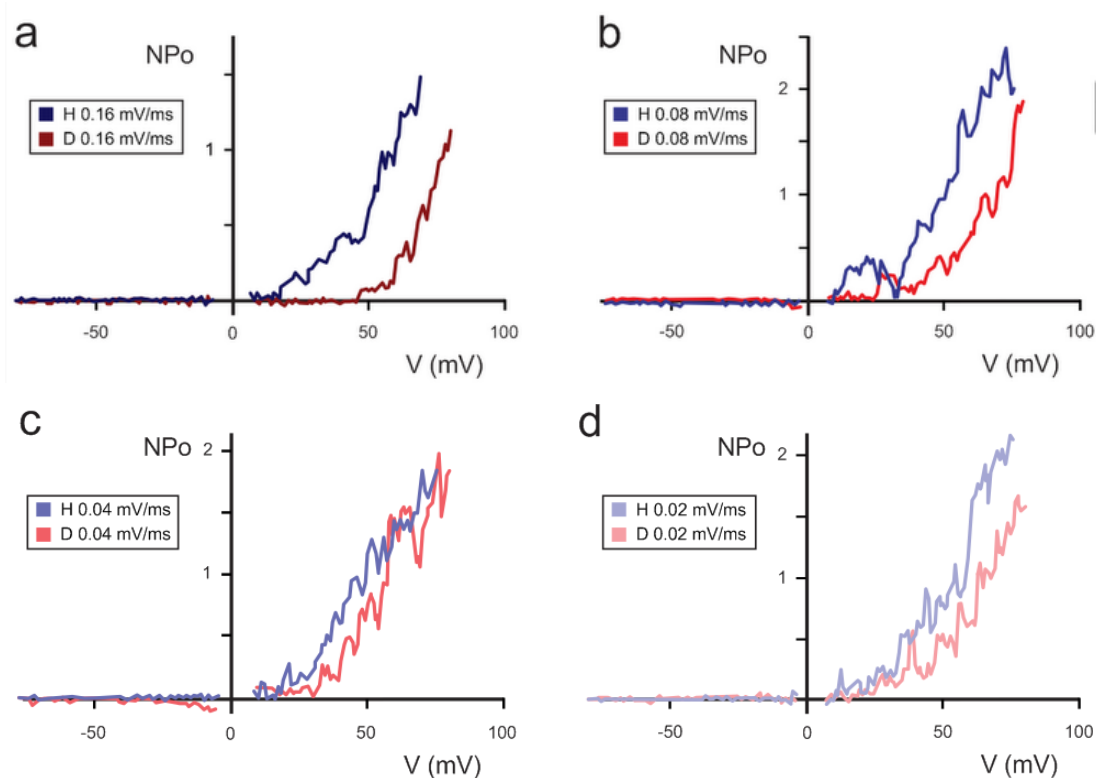 a
NPo
H 0.16 mV/ms
D 0.16 mV/ms
1
-50
0
50
100
V (mV)
b
NPo
H 0.08 mV/ms
D 0.08 mV/ms
2
1
-50
0
50
100
V (mV)
c
NPo
H 0.04 mV/ms
D 0.04 mV/ms
2
1
-50
0
50
100
V (mV)
d
NPo
H 0.02 mV/ms
D 0.02 mV/ms
2
1
-50
0
50
100
V (mV)